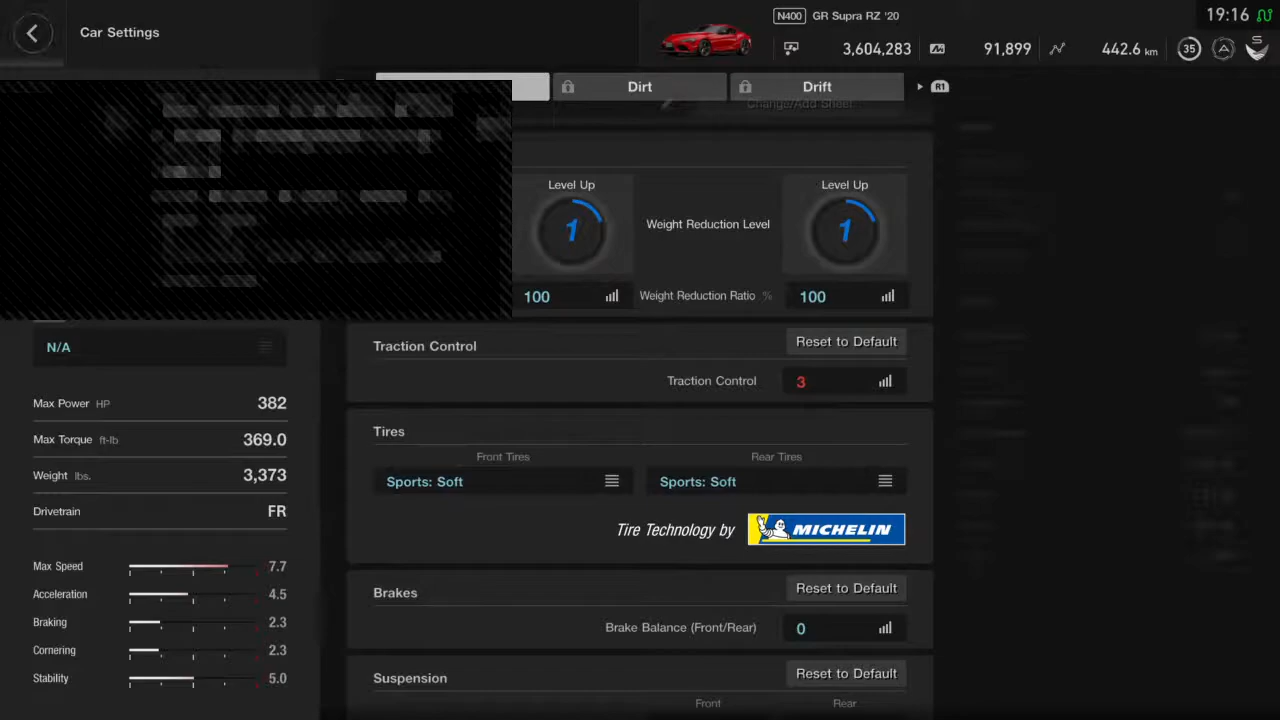 Car Settings
N400 GR Supra RZ '20
19:16
3,604,283 91,899 442.6 km 35 S
Dirt Drift R1
Change/Add Sheet
Level Up Level Up
1 Weight Reduction Level 1
100 Weight Reduction Ratio % 100
N/A
Traction Control Reset to Default
Traction Control 3
Max Power HP 382
Max Torque ft-lb 369.0
Weight lbs. 3,373
Drivetrain FR
Tires
Front Tires Rear Tires
Sports: Soft Sports: Soft
Tire Technology by MICHELIN
Max Speed 7.7
Acceleration 4.5
Braking 2.3
Cornering 2.3
Stability 5.0
Brakes Reset to Default
Brake Balance (Front/Rear) 0
Suspension Reset to Default
Front Rear